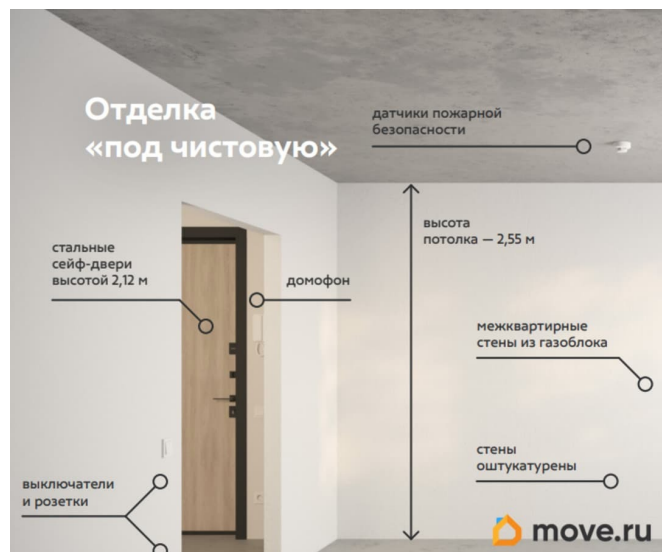 Отделка
«под чистовую»
датчики пожарной
безопасности
высота
потолка — 2,55 м
стальные
сейф-двери
высотой 2,12 м
домофон
межквартирные
стены из газоблока
стены
оштукатурены
выключатели
и розетки
move.ru